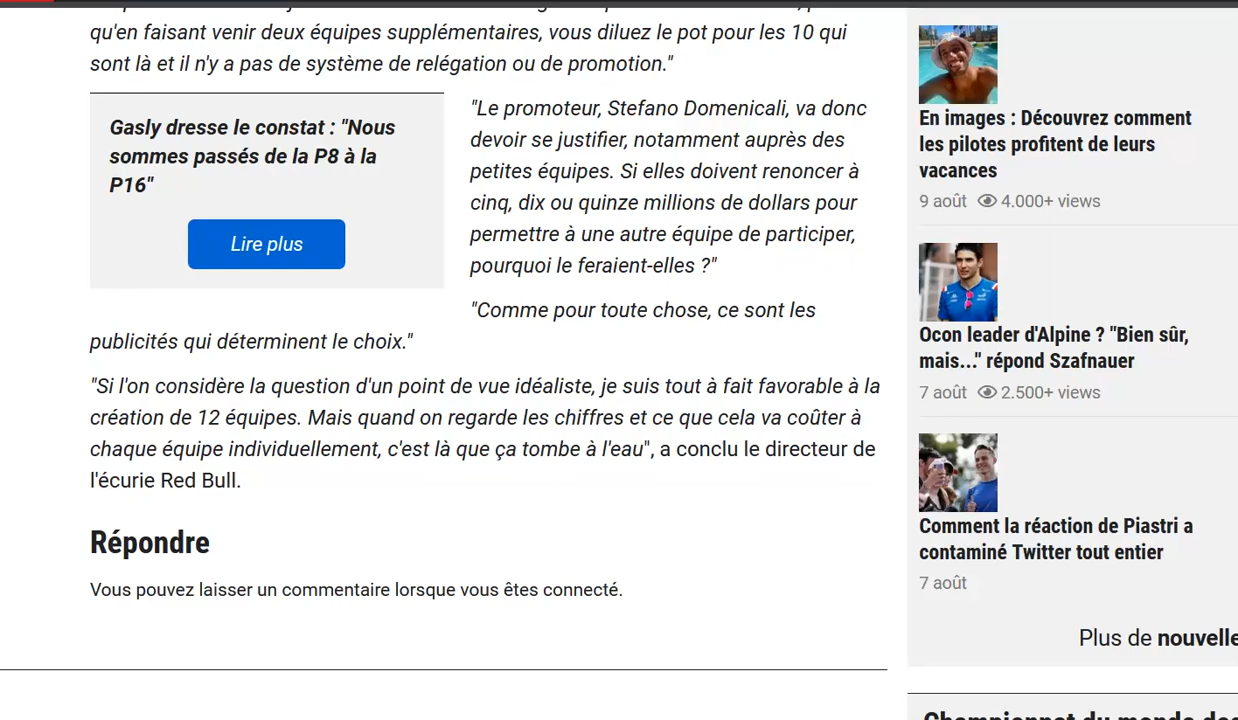 qu'en faisant venir deux équipes supplémentaires, vous diluez le pot pour les 10 qui
sont là et il n'y a pas de système de relégation ou de promotion."
Gasly dresse le constat : "Nous
sommes passés de la P8 à la
P16"
Lire plus
"Le promoteur, Stefano Domenicali, va donc
devoir se justifier, notamment auprès des
petites équipes. Si elles doivent renoncer à
cinq, dix ou quinze millions de dollars pour
permettre à une autre équipe de participer,
pourquoi le feraient-elles ?"
"Comme pour toute chose, ce sont les
publicités qui déterminent le choix."
"Si l'on considère la question d'un point de vue idéaliste, je suis tout à fait favorable à la
création de 12 équipes. Mais quand on regarde les chiffres et ce que cela va coûter à
chaque équipe individuellement, c'est là que ça tombe à l'eau", a conclu le directeur de
l'écurie Red Bull.
Répondre
Vous pouvez laisser un commentaire lorsque vous êtes connecté.
En images : Découvrez comment
les pilotes profitent de leurs
vacances
9 août 4.000+ views
Ocon leader d'Alpine ? "Bien sûr,
mais..." répond Szafnauer
7 août 2.500+ views
Comment la réaction de Piastri a
contaminé Twitter tout entier
7 août
Plus de nouvelle
Championnat du monde des